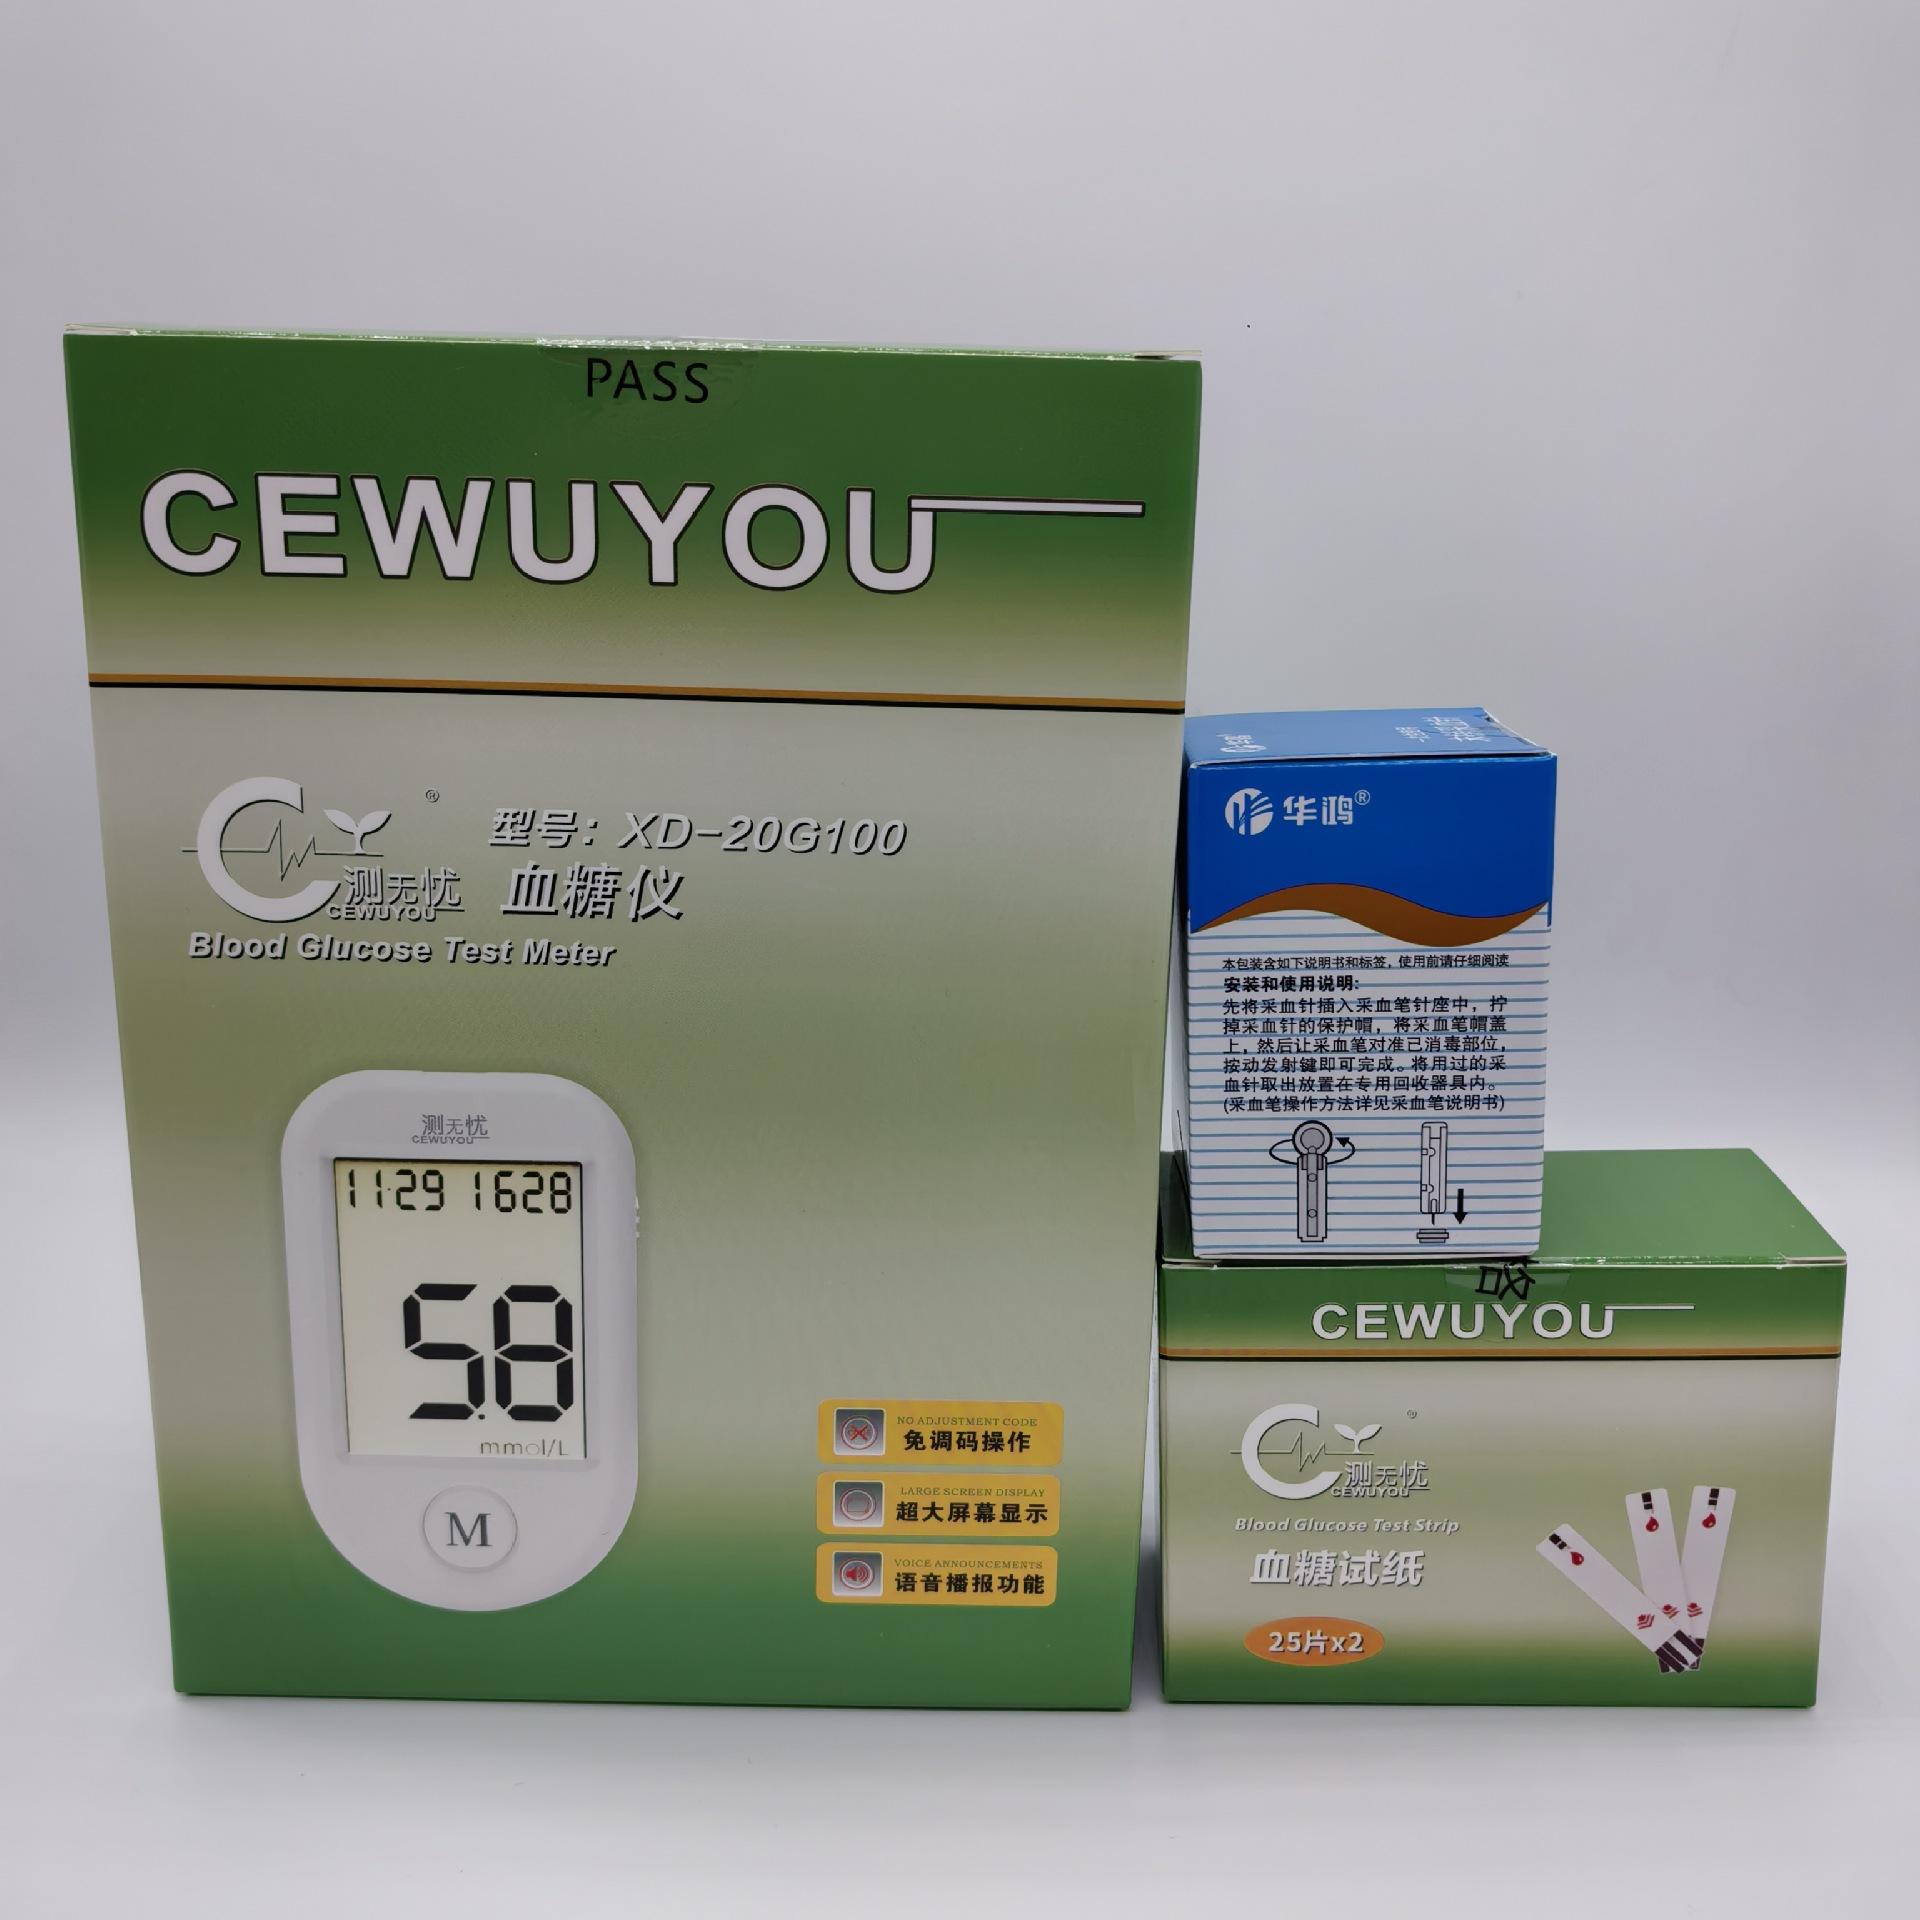 PASS
CEWUYOU
®
测无忧
CEWUYOU
型号：XD-20G100
血糖仪
Blood Glucose Test Meter
测无忧
CEWUYOU
11·29 1628
5.8
mmol/L
M
NO ADJUSTMENT CODE
免调码操作
LARGE SCREEN DISPLAY
超大屏幕显示
VOICE ANNOUNCEMENTS
语音播报功能
华鸿®
本包装含如下说明书和标签，使用前请仔细阅读
安装和使用说明:
先将采血针插入采血笔针座中，拧
掉采血针的保护帽，将采血笔帽盖
上，然后让采血笔对准已消毒部位，
按动发射键即可完成。将用过的采
血针取出放置在专用回收器具内。
(采血笔操作方法详见采血笔说明书)
CEWUYOU
®
测无忧
CEWUYOU
Blood Glucose Test Strip
血糖试纸
25片x2